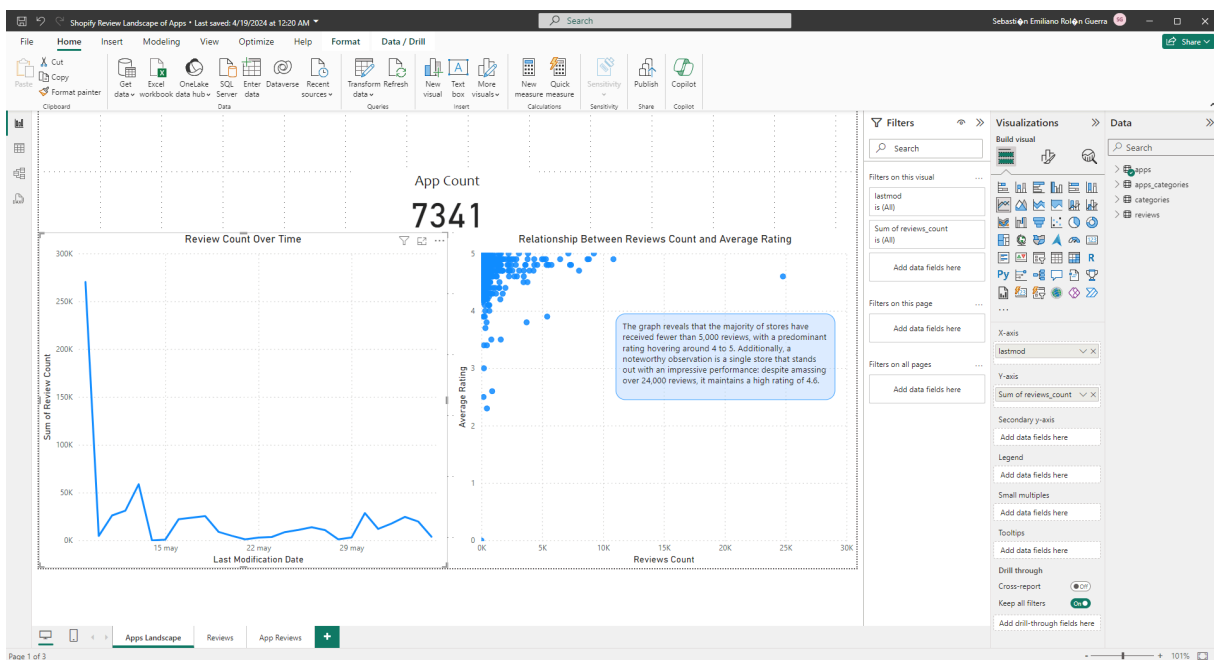 Shopify Review Landscape of Apps • Last saved: 4/19/2024 at 12:20 AM
Search
Sebasti�n Emiliano Rol�n Guerra
SG
File
Home
Insert
Modeling
View
Optimize
Help
Format
Data / Drill
Share
Paste
Cut
Copy
Format painter
Clipboard
Get
data
Excel
workbook
OneLake
data hub
SQL
Server
Enter
data
Dataverse
Recent
sources
Data
Transform
data
Refresh
Queries
New
visual
Text
box
More
visuals
Insert
New
measure
Quick
measure
Calculations
Sensitivity
Sensitivity
Publish
Share
Copilot
Copilot
App Count
7341
Review Count Over Time
300K
250K
200K
150K
100K
50K
0K
Sum of Review Count
15 may
22 may
29 may
Last Modification Date
Relationship Between Reviews Count and Average Rating
5
4
3
2
1
0
Average Rating
0K
5K
10K
15K
20K
25K
30K
Reviews Count
The graph reveals that the majority of stores have
received fewer than 5,000 reviews, with a predominant
rating hovering around 4 to 5. Additionally, a
noteworthy observation is a single store that stands
out with an impressive performance: despite amassing
over 24,000 reviews, it maintains a high rating of 4.6.
Filters
Search
Filters on this visual
...
lastmod
is (All)
Sum of reviews_count
is (All)
Add data fields here
Filters on this page
...
Add data fields here
Filters on all pages
...
Add data fields here
Visualizations
Build visual
R
Py
...
X-axis
lastmod
Y-axis
Sum of reviews_count
Secondary y-axis
Add data fields here
Legend
Add data fields here
Small multiples
Add data fields here
Tooltips
Add data fields here
Drill through
Cross-report
Off
Keep all filters
On
Add drill-through fields here
Data
Search
apps
apps_categories
categories
reviews
Apps Landscape
Reviews
App Reviews
+
Page 1 of 3
- + 101%